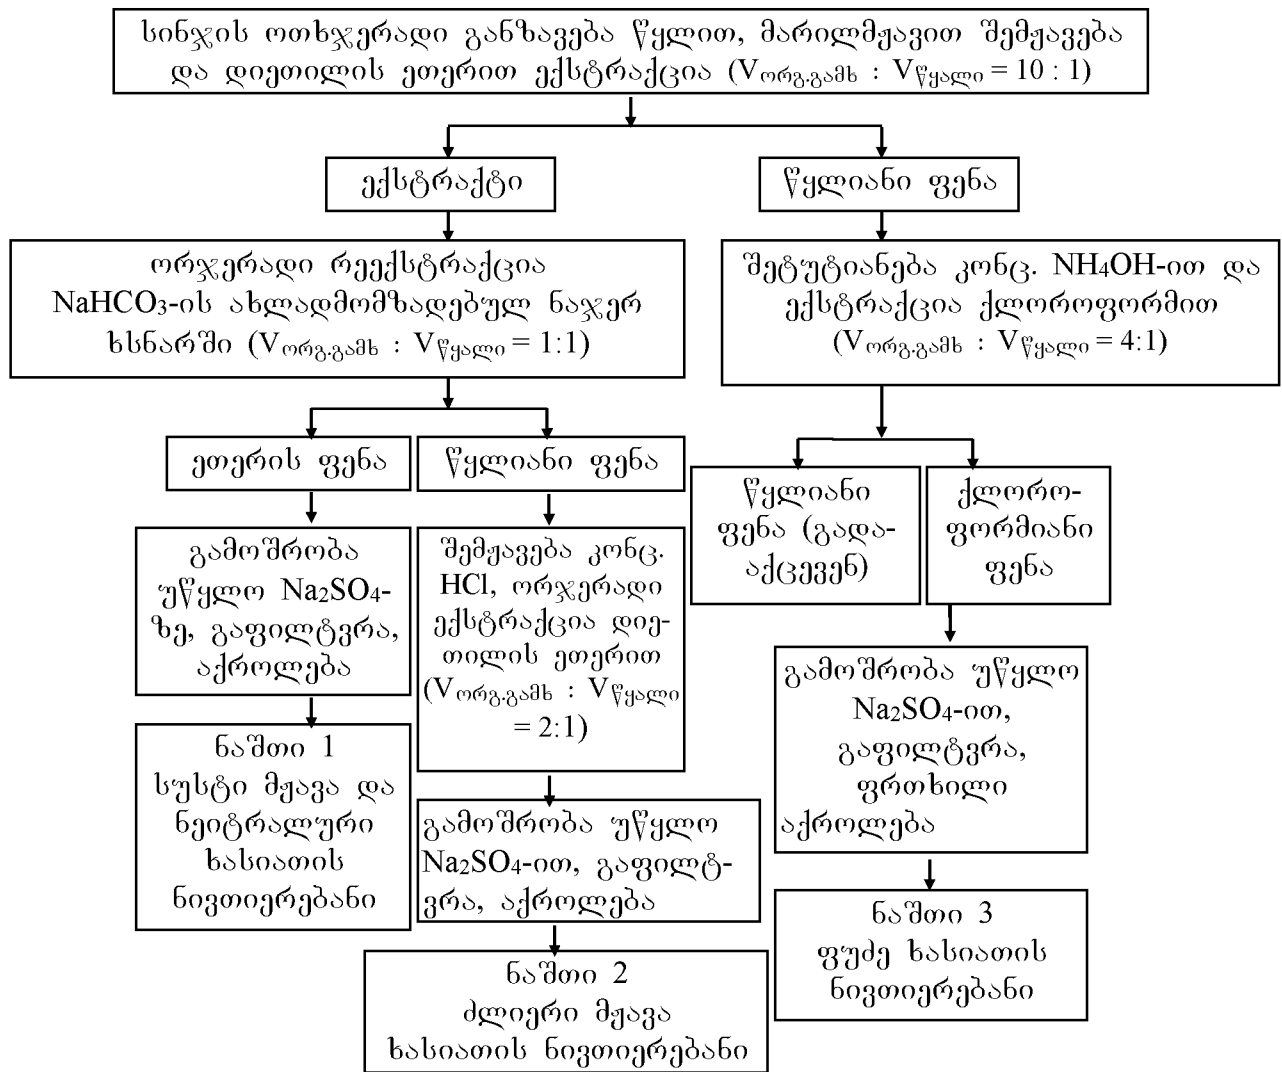 სინჯის ოთხჯერადი განზავება წყლით, მარილმჟავით შემჟავება
და დიეთილის ეთერით ექსტრაქცია (Vორგ.გამხ : Vწყალი = 10 : 1)
ექსტრაქტი
წყლიანი ფენა
ორჯერადი რეექსტრაქცია
NaHCO3-ის ახლადმომზადებულ ნაჯერ
ხსნარში (Vორგ.გამხ : Vწყალი = 1:1)
შეტუტიანება კონც. NH4OH-ით და
ექსტრაქცია ქლოროფორმით
(Vორგ.გამხ : Vწყალი = 4:1)
ეთერის ფენა
წყლიანი ფენა
წყლიანი
ფენა (გადა-
აქცევენ)
ქლორო-
ფორმიანი
ფენა
გამოშრობა
უწყლო Na2SO4-
ზე, გაფილტვრა,
აქროლება
შემჟავება კონც.
HCl, ორჯერადი
ექსტრაქცია დიე-
თილის ეთერით
(Vორგ.გამხ : Vწყალი
= 2:1)
გამოშრობა უწყლო
Na2SO4-ით,
გაფილტვრა,
ფრთხილი
აქროლება
ნაშთი 1
სუსტი მჟავა და
ნეიტრალური
ხასიათის
ნივთიერებანი
გამოშრობა უწყლო
Na2SO4-ით, გაფილტ-
ვრა, აქროლება
ნაშთი 3
ფუძე ხასიათის
ნივთიერებანი
ნაშთი 2
ძლიერი მჟავა
ხასიათის ნივთიერებანი